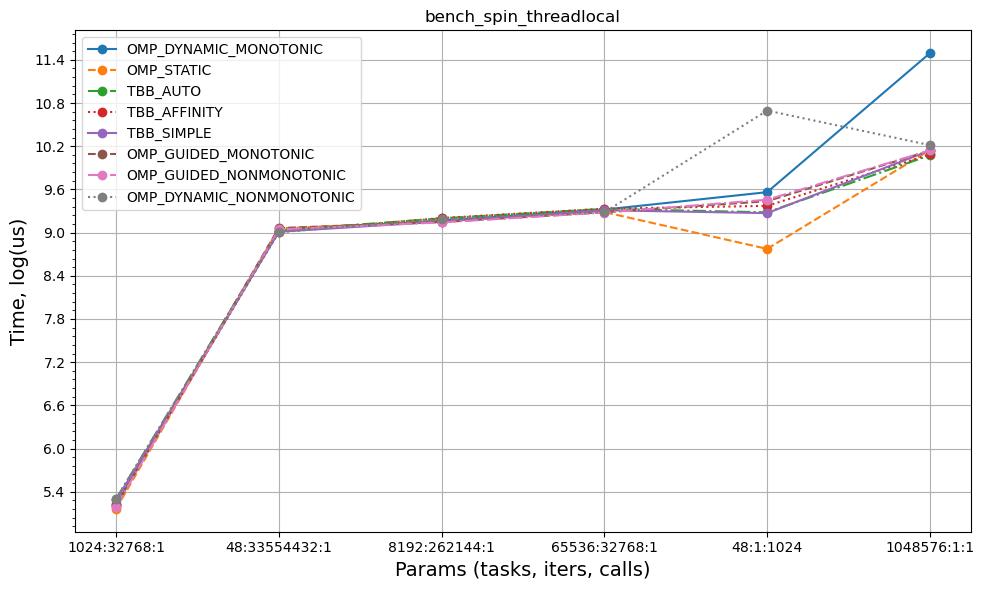 bench_spin_threadlocal
OMP_DYNAMIC_MONOTONIC
OMP_STATIC
TBB_AUTO
TBB_AFFINITY
TBB_SIMPLE
OMP_GUIDED_MONOTONIC
OMP_GUIDED_NONMONOTONIC
OMP_DYNAMIC_NONMONOTONIC
Time, log(us)
11.4
10.8
10.2
9.6
9.0
8.4
7.8
7.2
6.6
6.0
5.4
1024:32768:1 48:33554432:1 8192:262144:1 65536:32768:1 48:1:1024 1048576:1:1
Params (tasks, iters, calls)